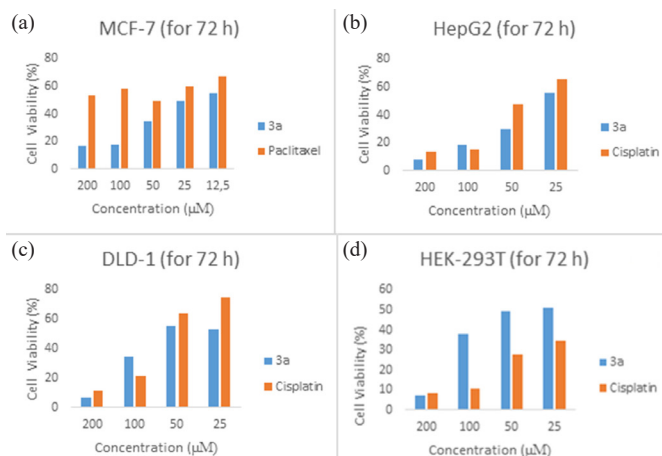 (a)
MCF-7 (for 72 h)
Cell Viability (%)
80
60
40
20
0
200 100 50 25 12,5
Concentration (µM)
3a
Paclitaxel
(b)
HepG2 (for 72 h)
Cell Viability (%)
80
60
40
20
0
200 100 50 25
Concentration (µM)
3a
Cisplatin
(c)
DLD-1 (for 72 h)
Cell Viability (%)
80
60
40
20
0
200 100 50 25
Concentration (µM)
3a
Cisplatin
(d)
HEK-293T (for 72 h)
Cell Viability (%)
60
50
40
30
20
10
0
200 100 50 25
Concentration (µM)
3a
Cisplatin